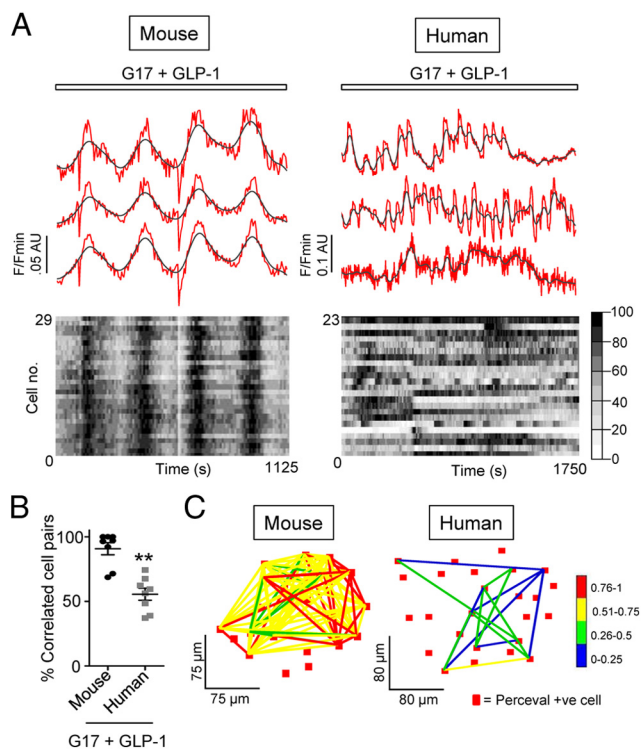 A
Mouse
Human
G17 + GLP-1
G17 + GLP-1
F/Fmin
.05 AU
F/Fmin
0.1 AU
29
Cell no.
0
Time (s)
1125
23
0
Time (s)
1750
100
80
60
40
20
0
B
% Correlated cell pairs
100
50
0
**
Mouse
Human
G17 + GLP-1
C
Mouse
Human
75 µm
75 µm
80 µm
80 µm
0.76-1
0.51-0.75
0.26-0.5
0-0.25
= Perceval +ve cell